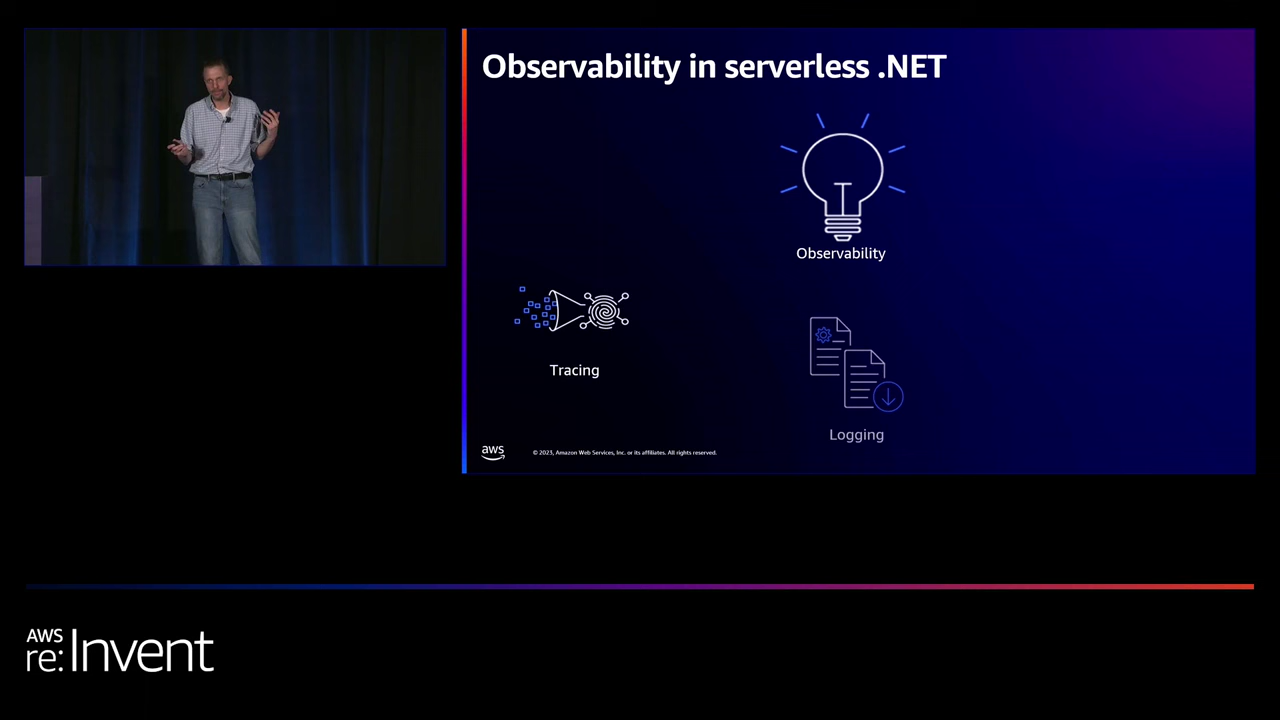 Observability in serverless .NET
Observability
Tracing
Logging
aws
© 2023, Amazon Web Services, Inc. or its affiliates. All rights reserved.
AWS
re:Invent